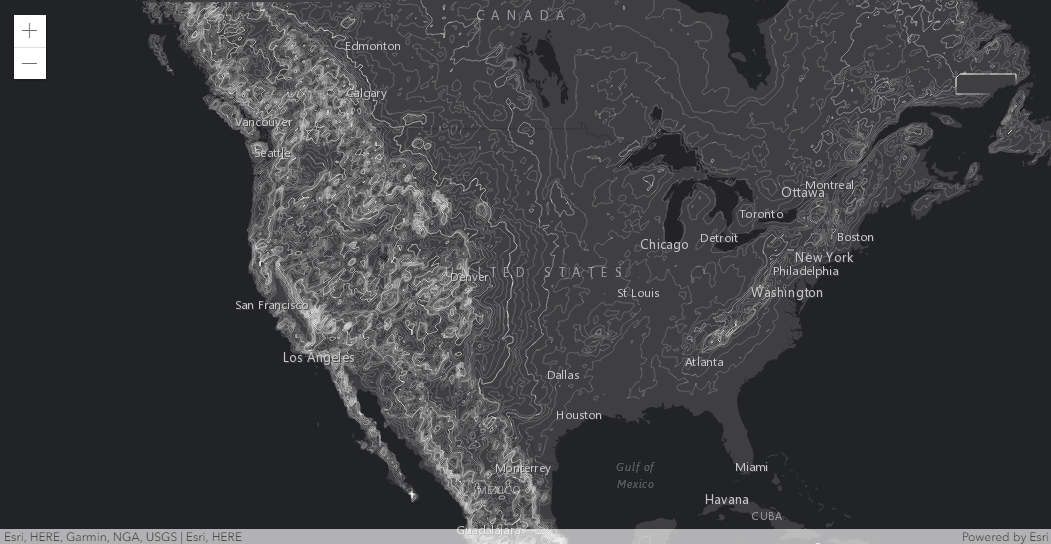 CANADA
Edmonton
Calgary
Vancouver
Seattle
Montreal
Ottawa
Toronto
Boston
Detroit
Chicago
New York
Philadelphia
UNITED STATES
Denver
St Louis
Washington
San Francisco
Los Angeles
Atlanta
Dallas
Houston
Gulf of
Mexico
Miami
Monterrey
MEXICO
Havana
CUBA
Guadalajara
Esri, HERE, Garmin, NGA, USGS | Esri, HERE
Powered by Esri